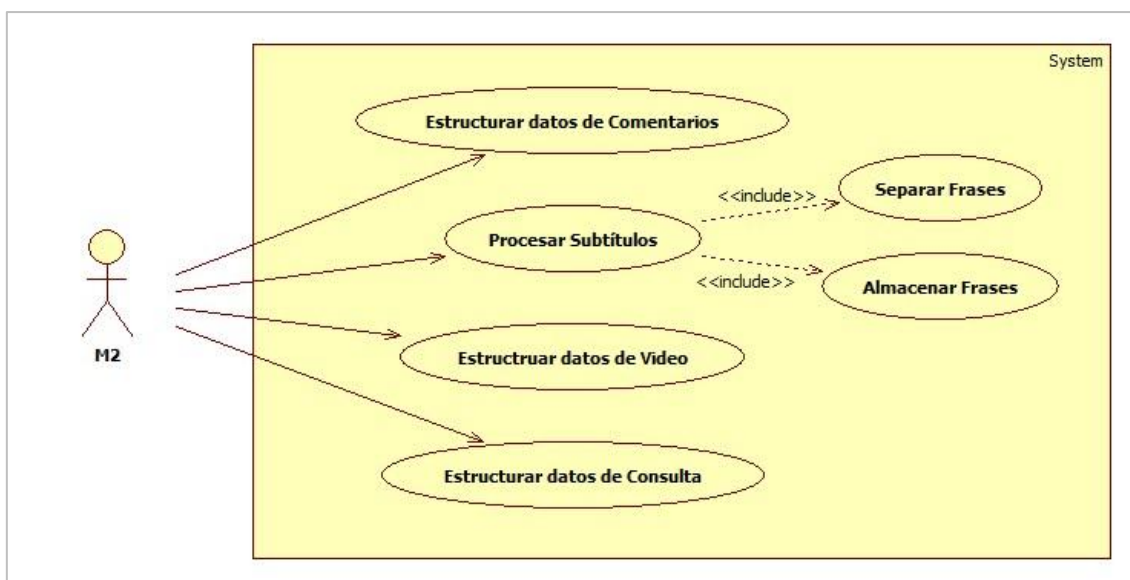 System
Estructurar datos de Comentarios
<<include>>
Separar Frases
Procesar Subtítulos
<<include>>
Almacenar Frases
M2
Estructruar datos de Video
Estructurar datos de Consulta